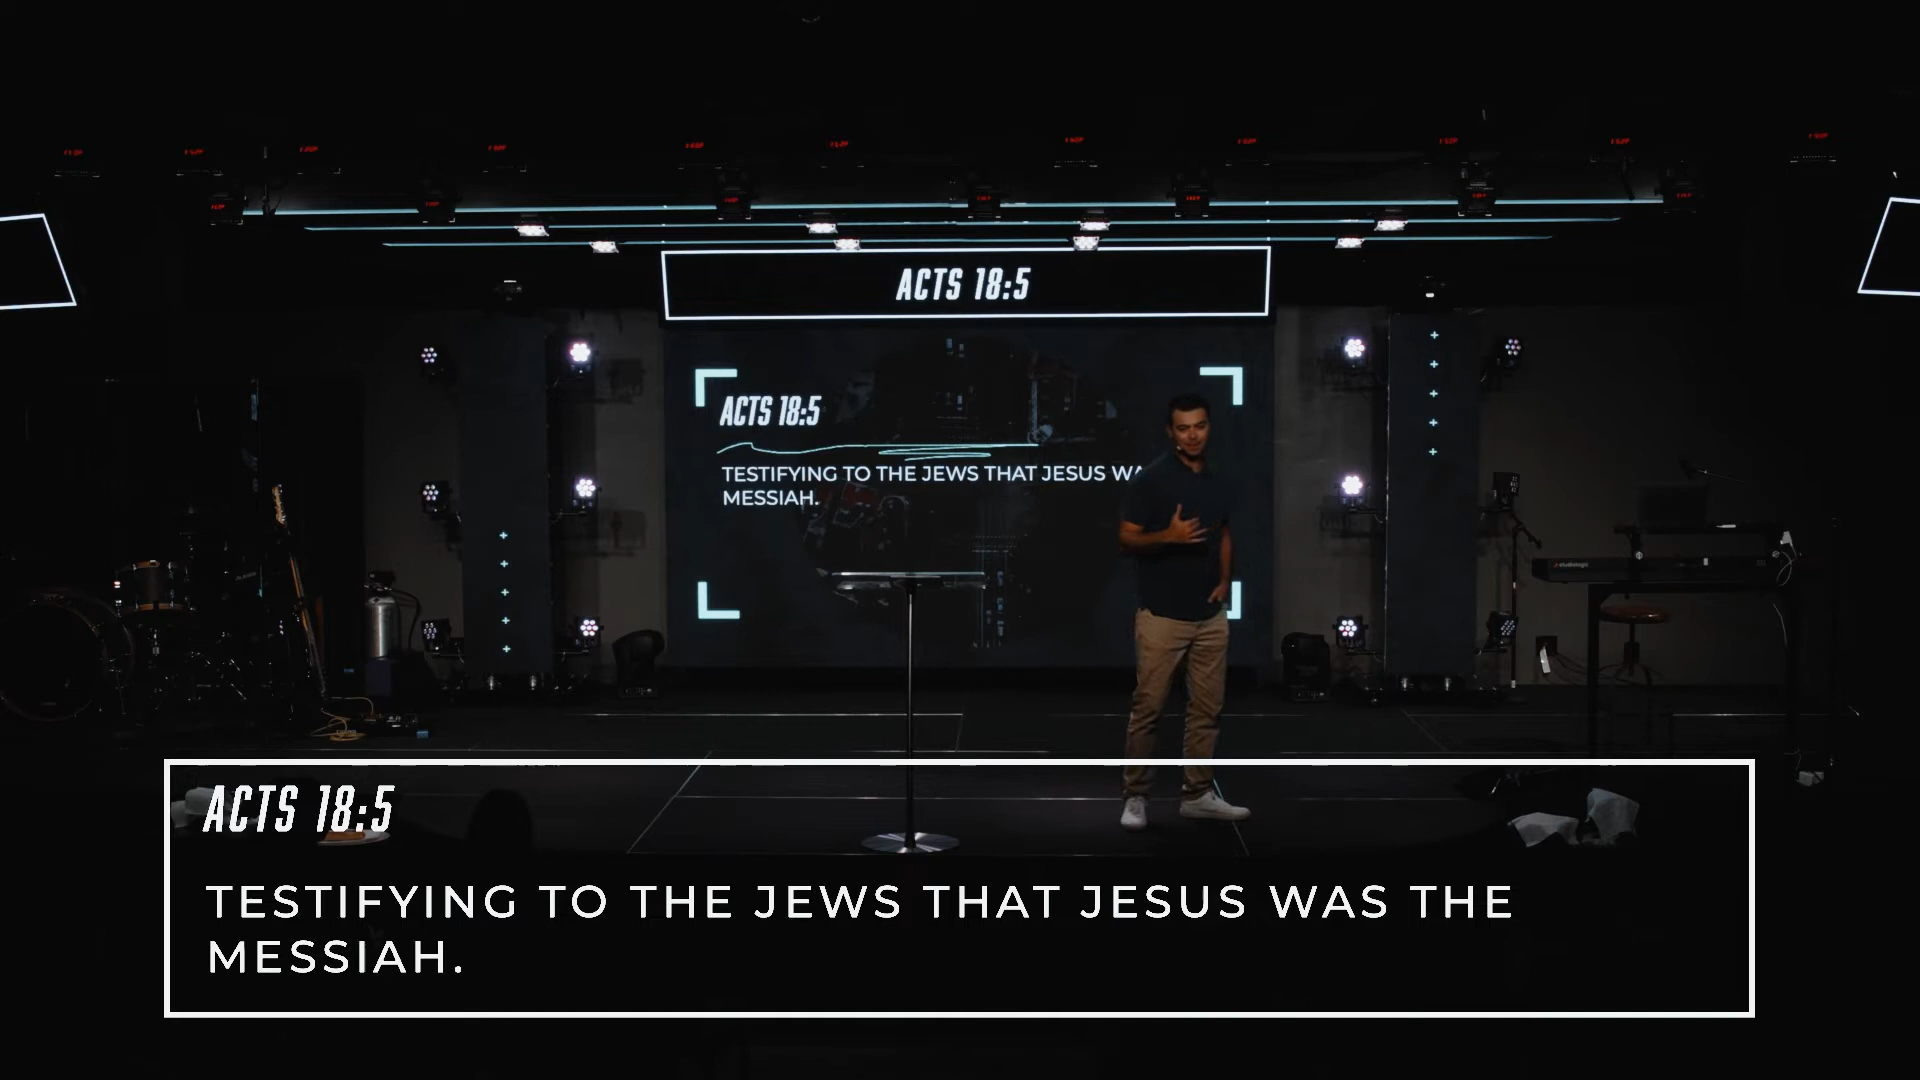 ACTS 18:5
ACTS 18:5
TESTIFYING TO THE JEWS THAT JESUS
MESSIAH.
studiologic
ACTS 18:5
TESTIFYING TO THE JEWS THAT JESUS WAS THE
MESSIAH.